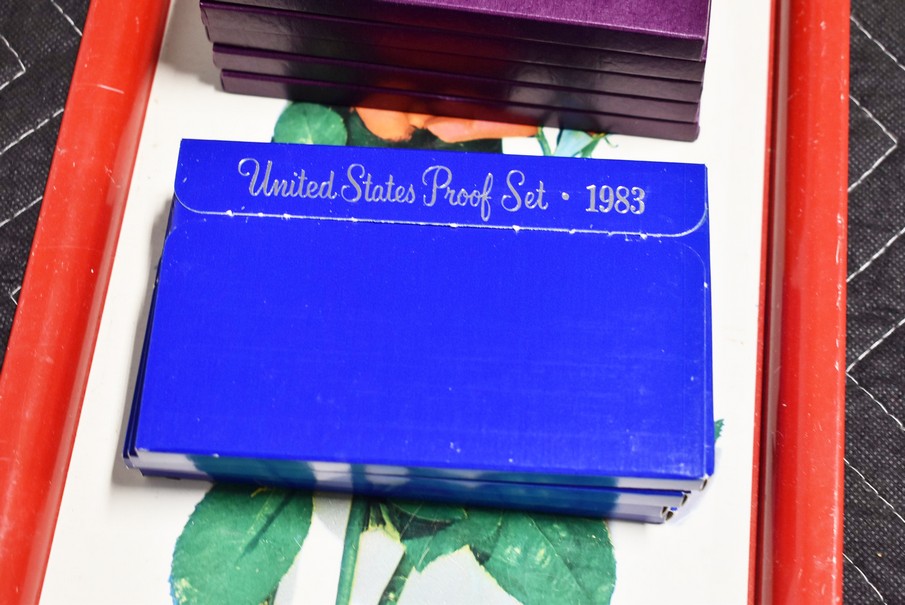 United States Proof Set · 1983